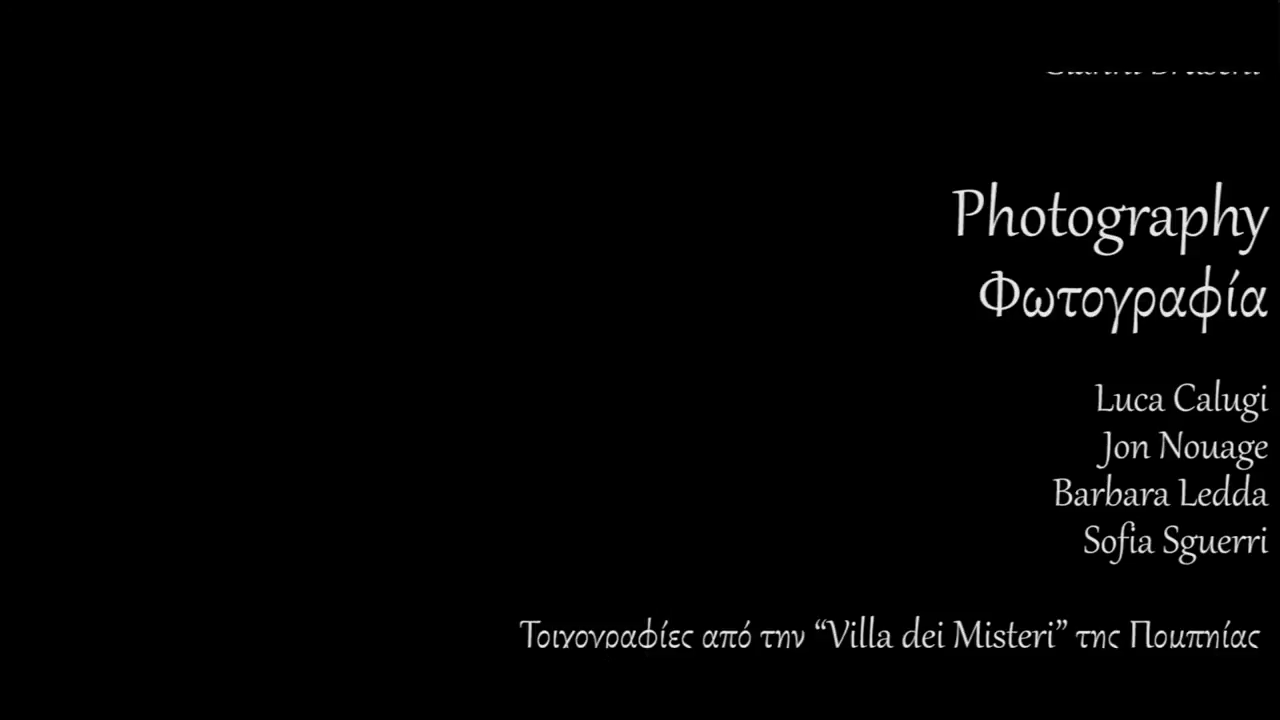 Photography
Φωτογραφία
Luca Calugi
Jon Nouage
Barbara Ledda
Sofia Sguerri
Τοιχογραφίες από την “Villa dei Misteri” της Πομπηίας